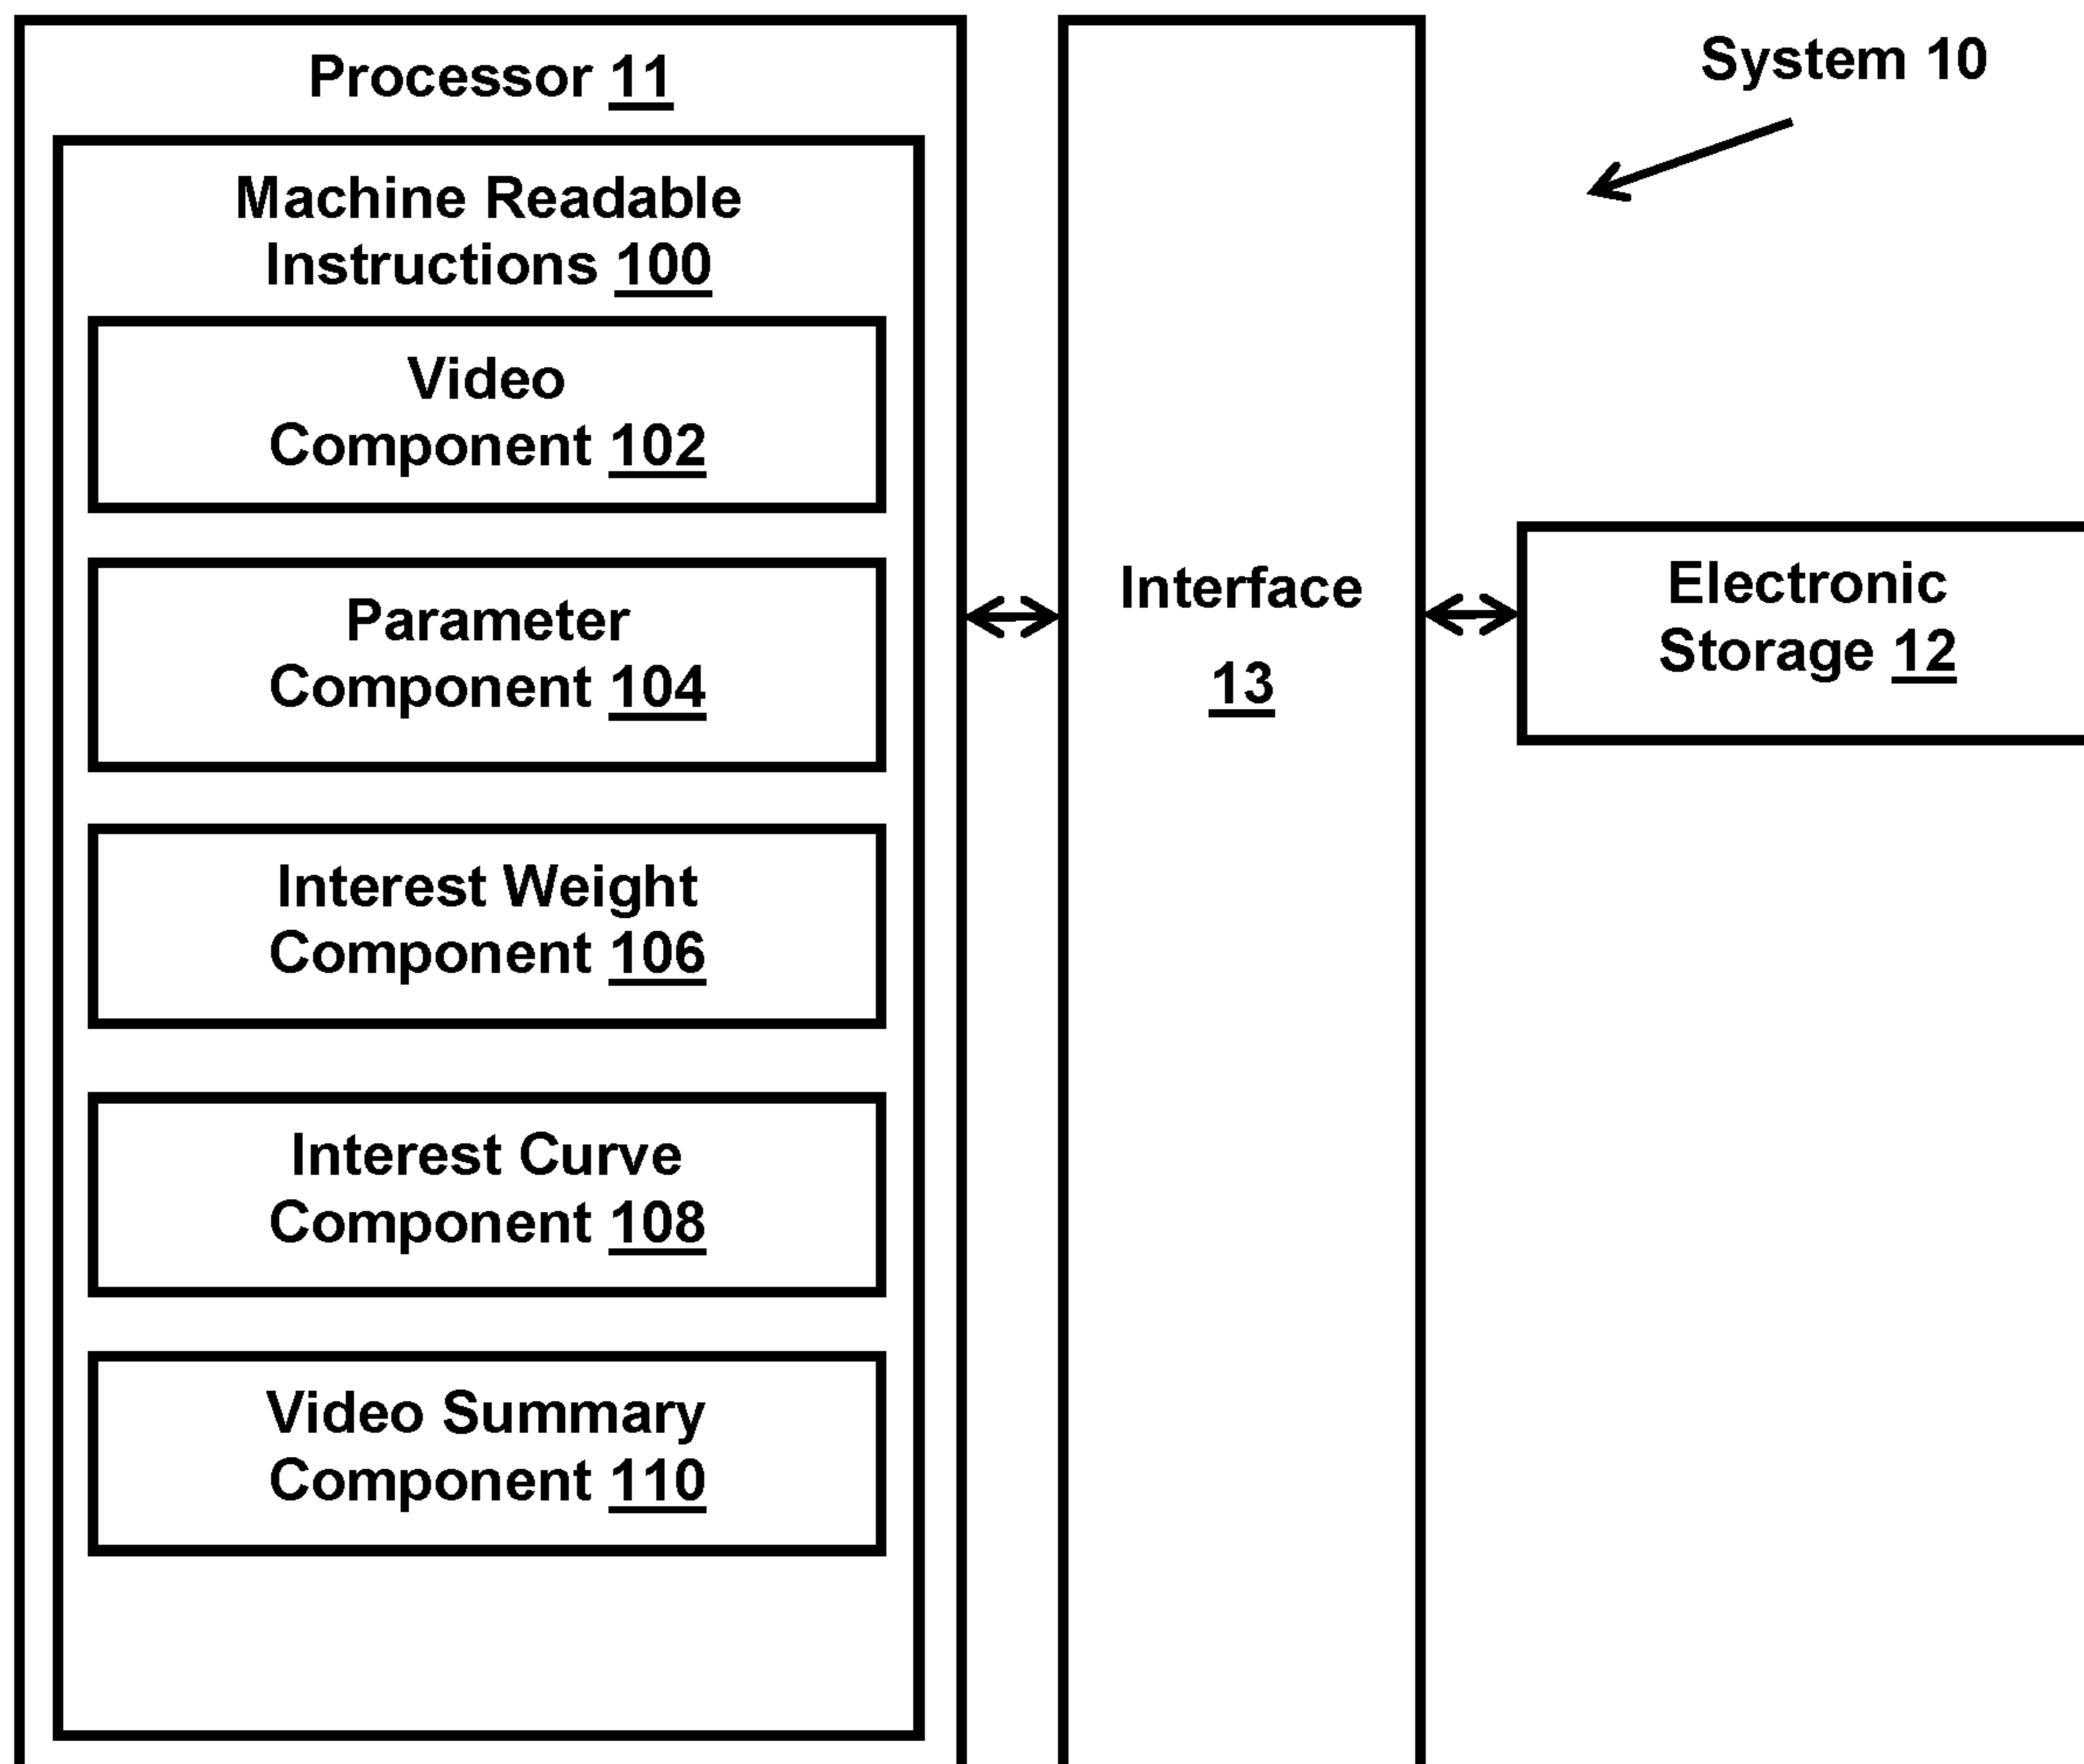 Processor 11
Machine Readable
Instructions 100
Video
Component 102
Parameter
Component 104
Interest Weight
Component 106
Interest Curve
Component 108
Video Summary
Component 110
Interface
13
System 10
Electronic
Storage 12